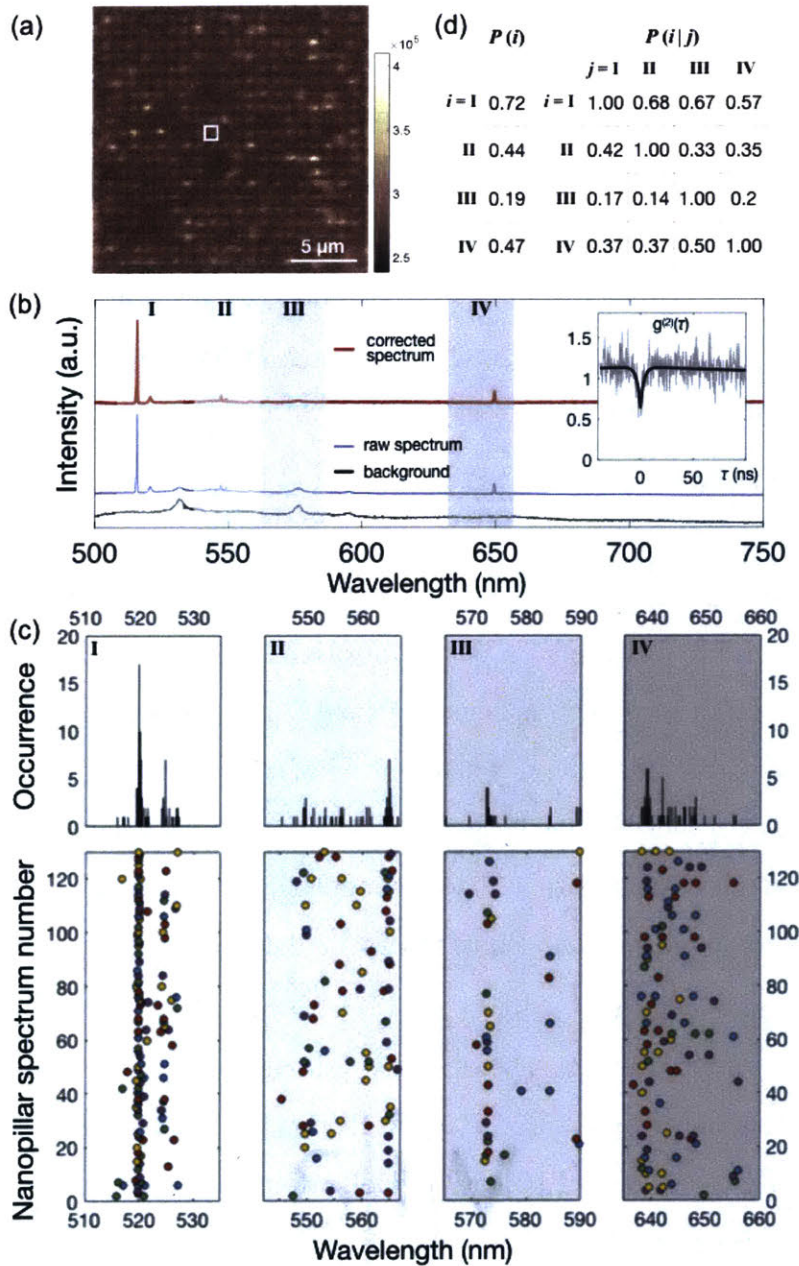 (a)
× 10⁵
4
3.5
3
2.5
5 μm
(d)
P (i) P (i | j)
j = I II III IV
i = I 0.72 i = I 1.00 0.68 0.67 0.57
II 0.44 II 0.42 1.00 0.33 0.35
III 0.19 III 0.17 0.14 1.00 0.2
IV 0.47 IV 0.37 0.37 0.50 1.00
(b)
I II III IV
corrected
spectrum
raw spectrum
background
Intensity (a.u.)
g⁽²⁾(τ)
1.5
1
0.5
0
0 50 τ (ns)
500 550 600 650 700 750
Wavelength (nm)
(c)
510 520 530 550 560 570 580 590 640 650 660
I II III IV
Occurrence
20 20
15 15
10 10
5 5
0 0
Nanopillar spectrum number
120 120
100 100
80 80
60 60
40 40
20 20
0 0
510 520 530 550 560 570 580 590 640 650 660
Wavelength (nm)